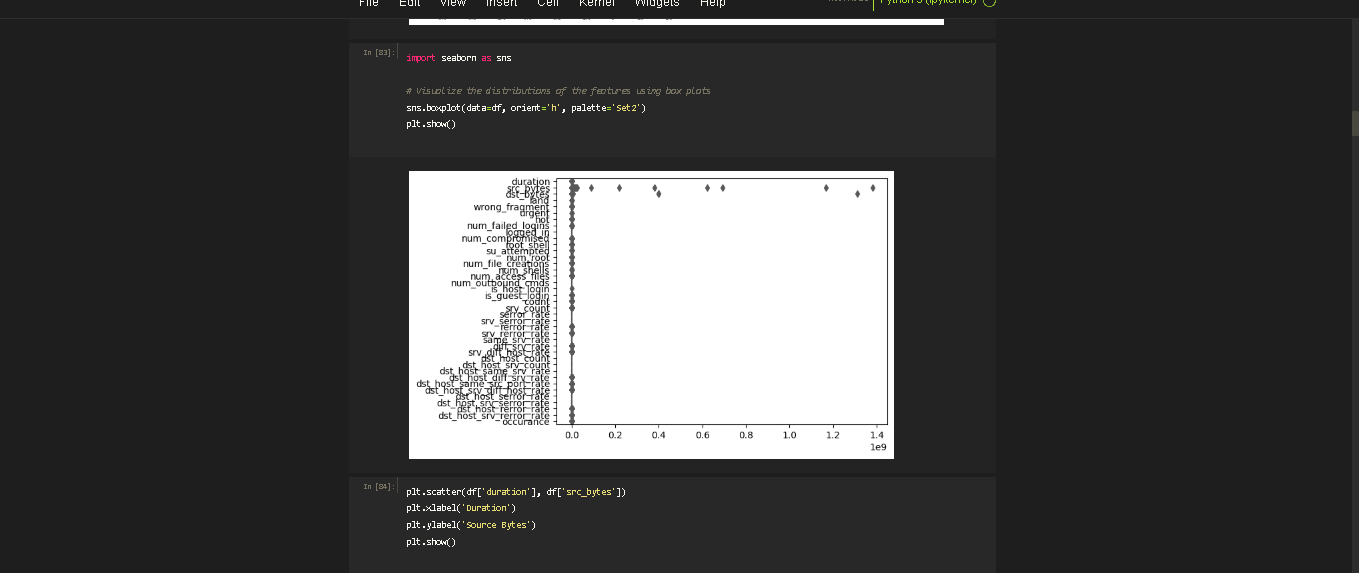 File Edit View Insert Cell Kernel Widgets Help
Python 3 (ipykernel)
In [83]:
import seaborn as sns
# Visualize the distributions of the features using box plots
sns.boxplot(data=df, orient='h', palette='Set2')
plt.show()
duration
src_bytes
dst_bytes
land
wrong_fragment
urgent
hot
num_failed_logins
logged_in
num_compromised
root_shell
su_attempted
num_root
num_file_creations
num_shells
num_access_files
num_outbound_cmds
is_host_login
is_guest_login
count
srv_count
serror_rate
srv_serror_rate
rerror_rate
srv_rerror_rate
same_srv_rate
diff_srv_rate
srv_diff_host_rate
dst_host_count
dst_host_srv_count
dst_host_same_srv_rate
dst_host_diff_srv_rate
dst_host_same_src_port_rate
dst_host_srv_diff_host_rate
dst_host_serror_rate
dst_host_srv_serror_rate
dst_host_rerror_rate
dst_host_srv_rerror_rate
occurance
0.0 0.2 0.4 0.6 0.8 1.0 1.2 1.4
1e9
In [84]:
plt.scatter(df['duration'], df['src_bytes'])
plt.xlabel('Duration')
plt.ylabel('Source Bytes')
plt.show()